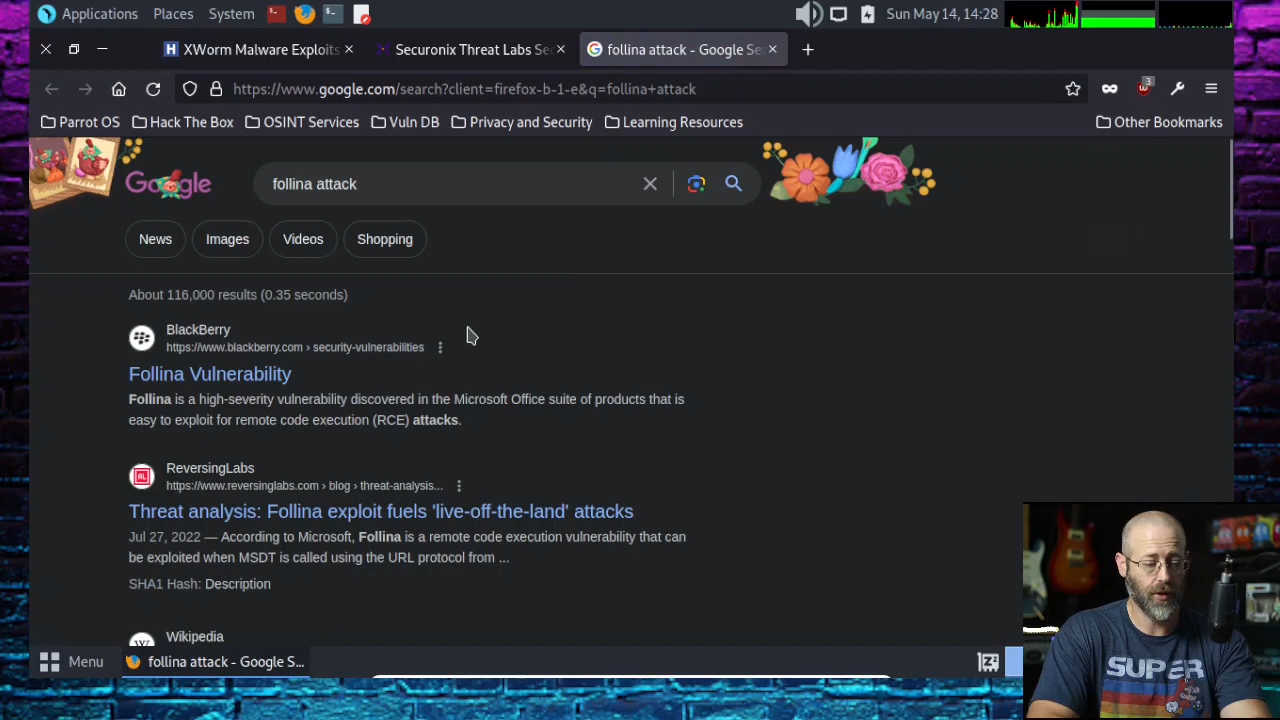 Applications Places System Sun May 14, 14:28
XWorm Malware Exploits
Securonix Threat Labs Sec
follina attack - Google Sea
https://www.google.com/search?client=firefox-b-1-e&q=follina+attack
3
Parrot OS Hack The Box OSINT Services Vuln DB Privacy and Security Learning Resources Other Bookmarks
Google
follina attack
News Images Videos Shopping
About 116,000 results (0.35 seconds)
BlackBerry
https://www.blackberry.com › security-vulnerabilities
Follina Vulnerability
Follina is a high-severity vulnerability discovered in the Microsoft Office suite of products that is
easy to exploit for remote code execution (RCE) attacks.
RL
ReversingLabs
https://www.reversinglabs.com › blog › threat-analysis...
Threat analysis: Follina exploit fuels 'live-off-the-land' attacks
Jul 27, 2022 — According to Microsoft, Follina is a remote code execution vulnerability that can
be exploited when MSDT is called using the URL protocol from ...
SHA1 Hash: Description
W
Wikipedia
Menu follina attack - Google S...
SUPER